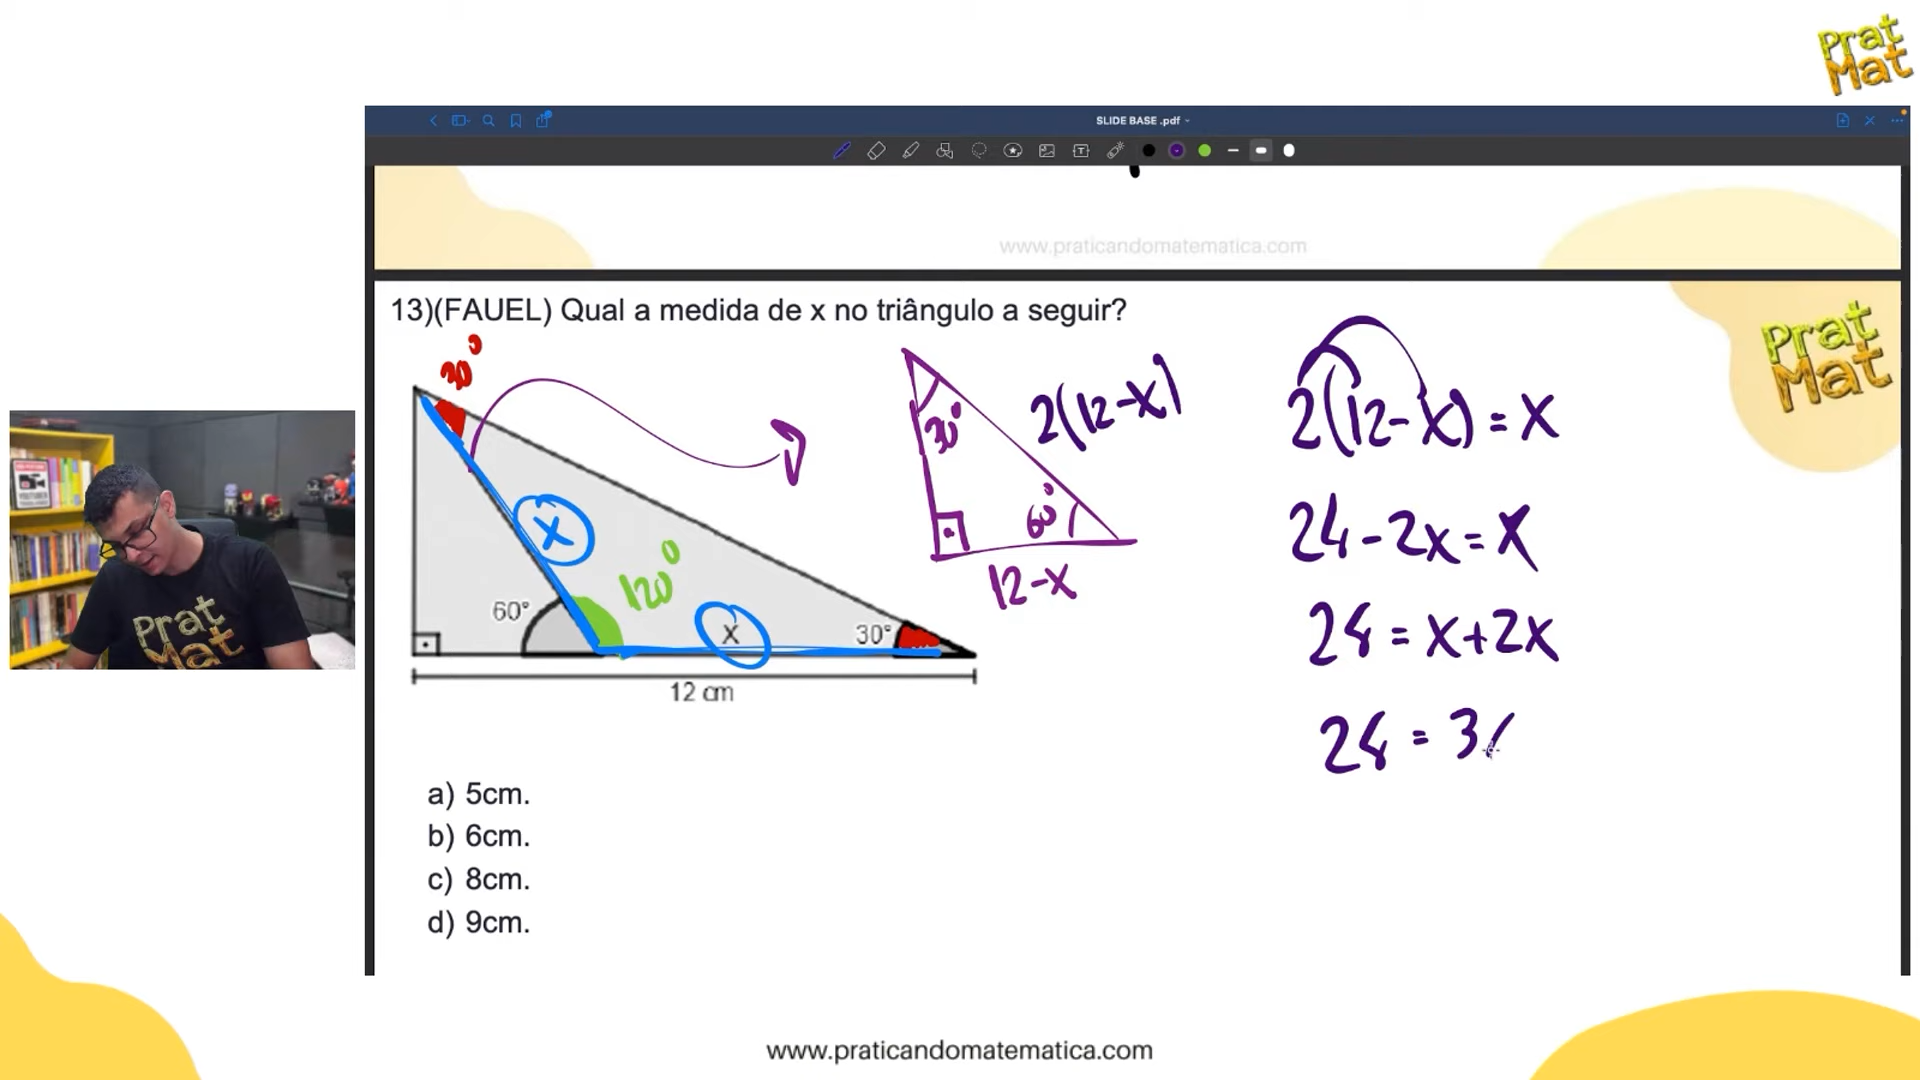 Prat
Mat
SLIDE BASE .pdf
www.praticandomatematica.com
13)(FAUEL) Qual a medida de x no triângulo a seguir?
Prat
Mat
30°
x
120°
60°
x
30°
12 cm
30°
60°
2(12-x)
12-x
2(12-x)=x
24-2x=x
24=x+2x
24=3
a) 5cm.
b) 6cm.
c) 8cm.
d) 9cm.
Prat
Mat
www.praticandomatematica.com